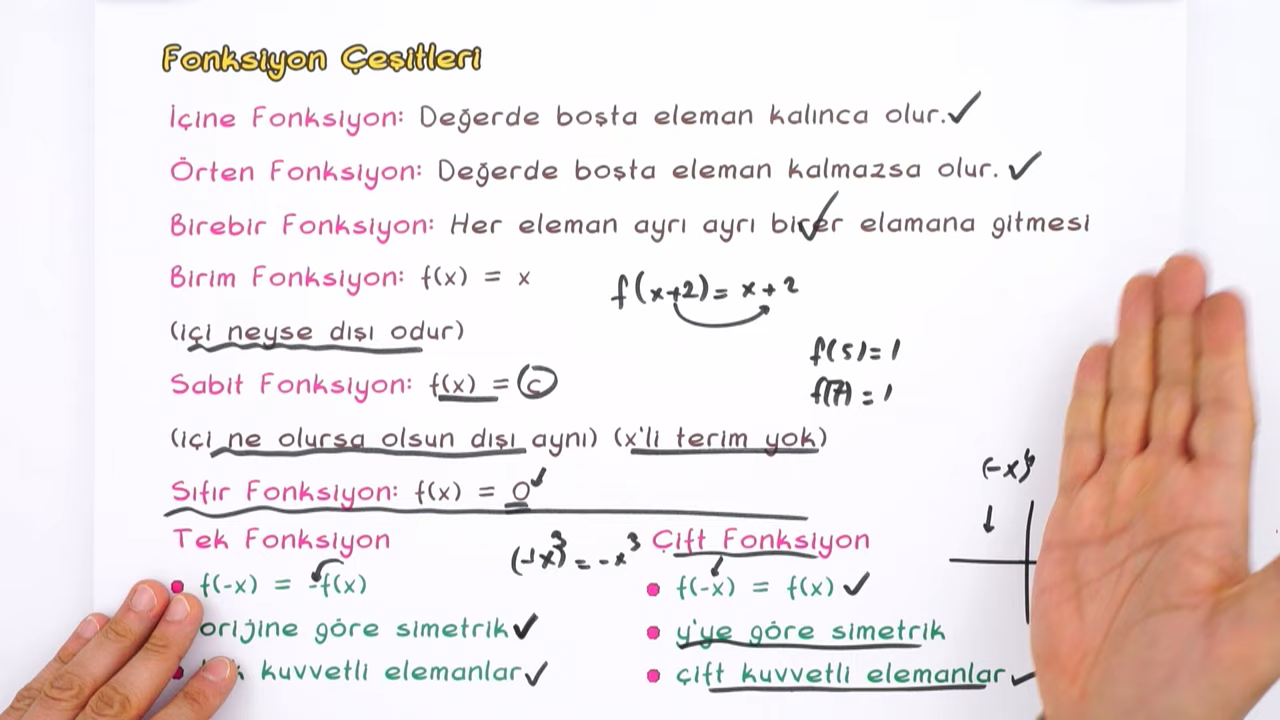 Fonksiyon Çeşitleri
İçine Fonksiyon: Değerde boşta eleman kalınca olur.
Örten Fonksiyon: Değerde boşta eleman kalmazsa olur.
Birebir Fonksiyon: Her eleman ayrı ayrı birer elamana gitmesi
Birim Fonksiyon: f(x) = x
f(x+2) = x+2
(içi neyse dışı odur)
f(5) = 1
Sabit Fonksiyon: f(x) = c
f(7) = 1
(içi ne olursa olsun dışı aynı) (x'li terim yok)
Sıfır Fonksiyon: f(x) = 0
Tek Fonksiyon
f(-x) = -f(x)
orijine göre simetrik
kuvvetli elemanlar
Çift Fonksiyon
f(-x) = f(x)
y'ye göre simetrik
çift kuvvetli elemanlar